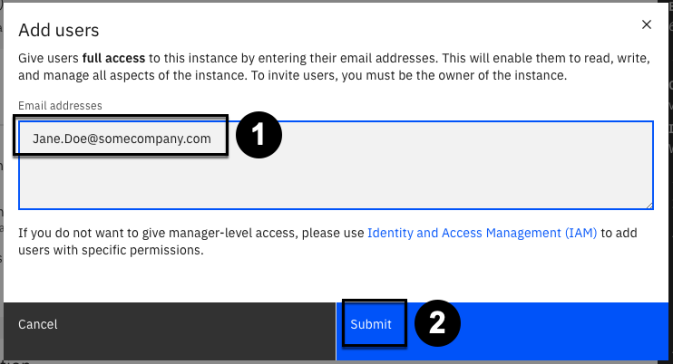 Add users
Give users full access to this instance by entering their email addresses. This will enable them to read, write,
and manage all aspects of the instance. To invite users, you must be the owner of the instance.
Email addresses
Jane.Doe@somecompany.com
1
If you do not want to give manager-level access, please use Identity and Access Management (IAM) to add
users with specific permissions.
Cancel
Submit
2